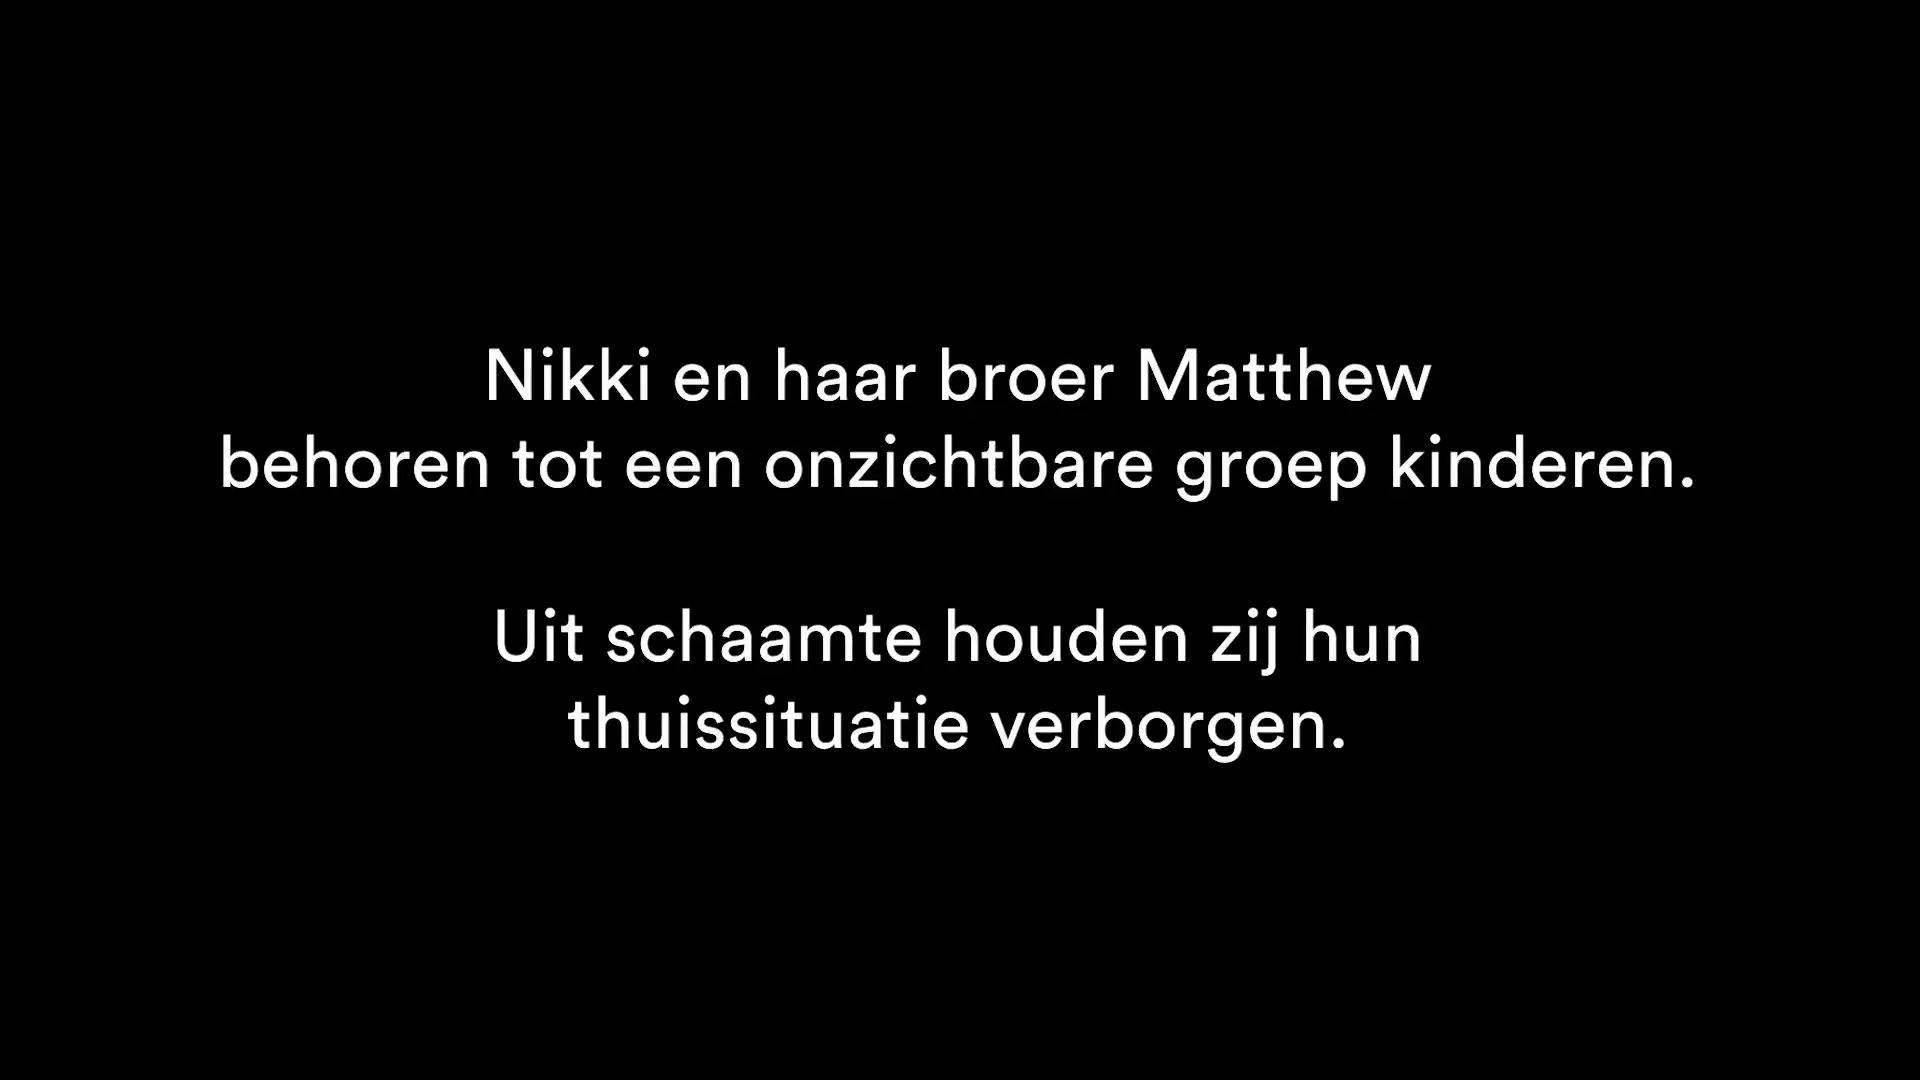 Nikki en haar broer Matthew
behoren tot een onzichtbare groep kinderen.
Uit schaamte houden zij hun
thuissituatie verborgen.